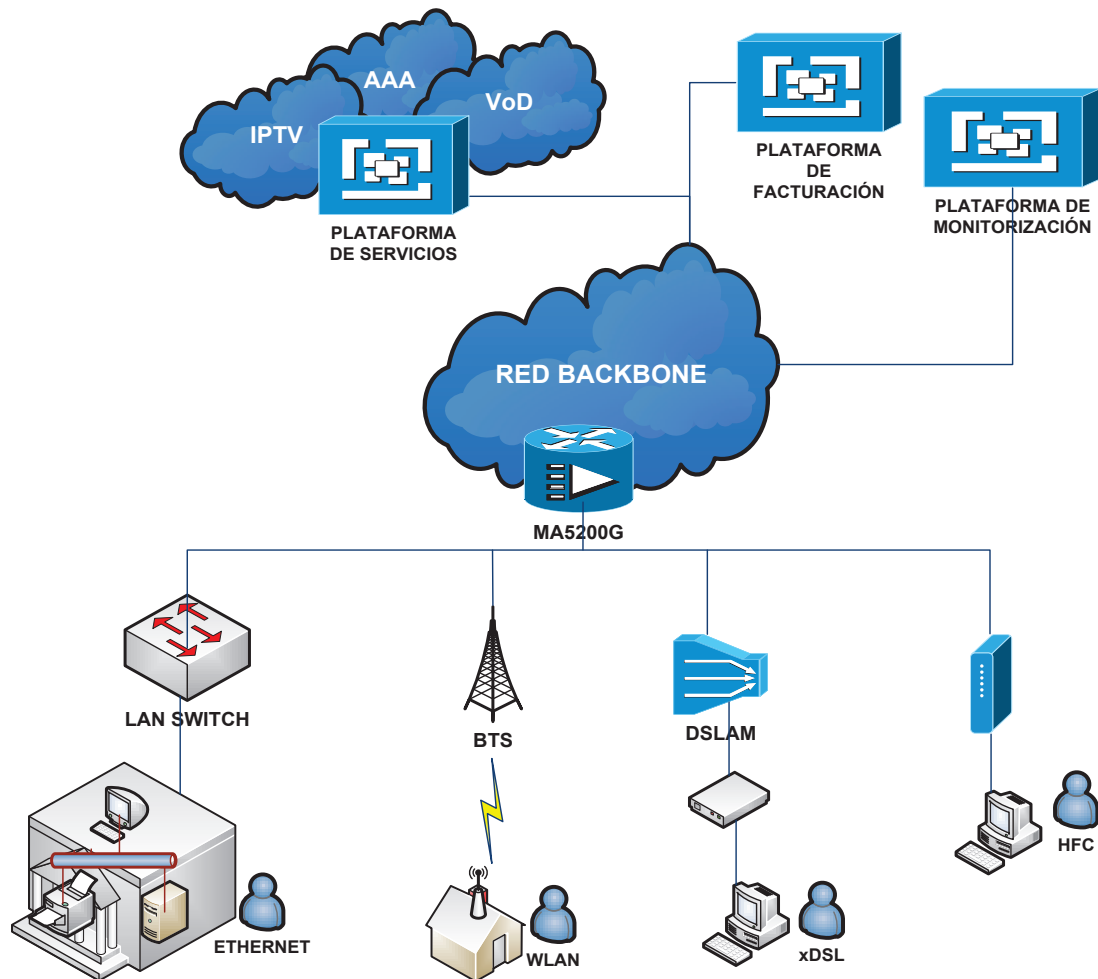 AAA
VoD
IPTV
PLATAFORMA
DE SERVICIOS
PLATAFORMA
DE
FACTURACIÓN
PLATAFORMA DE
MONITORIZACIÓN
RED BACKBONE
MA5200G
LAN SWITCH
BTS
DSLAM
HFC
ETHERNET
WLAN
xDSL